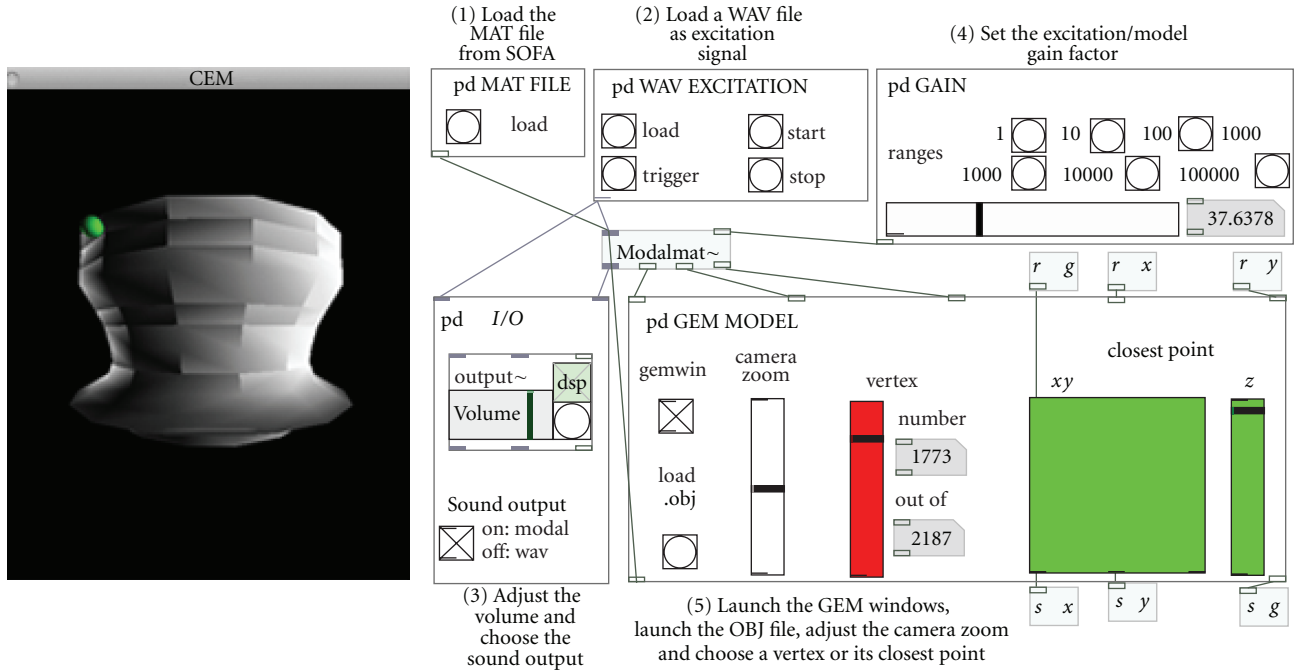 CEM
(1) Load the
MAT file
from SOFA
(2) Load a WAV file
as excitation
signal
(4) Set the excitation/model
gain factor
pd MAT FILE
load
pd WAV EXCITATION
load
start
trigger
stop
pd GAIN
ranges
1
10
100
1000
1000
10000
100000
37.6378
Modalmat~
r g
r x
r y
pd I/O
output~
dsp
Volume
Sound output
on: modal
off: wav
pd GEM MODEL
gemwin
camera
zoom
load
.obj
vertex
number
1773
out of
2187
closest point
xy
z
s x
s y
s g
(3) Adjust the
volume and
choose the
sound output
(5) Launch the GEM windows,
launch the OBJ file, adjust the camera zoom
and choose a vertex or its closest point